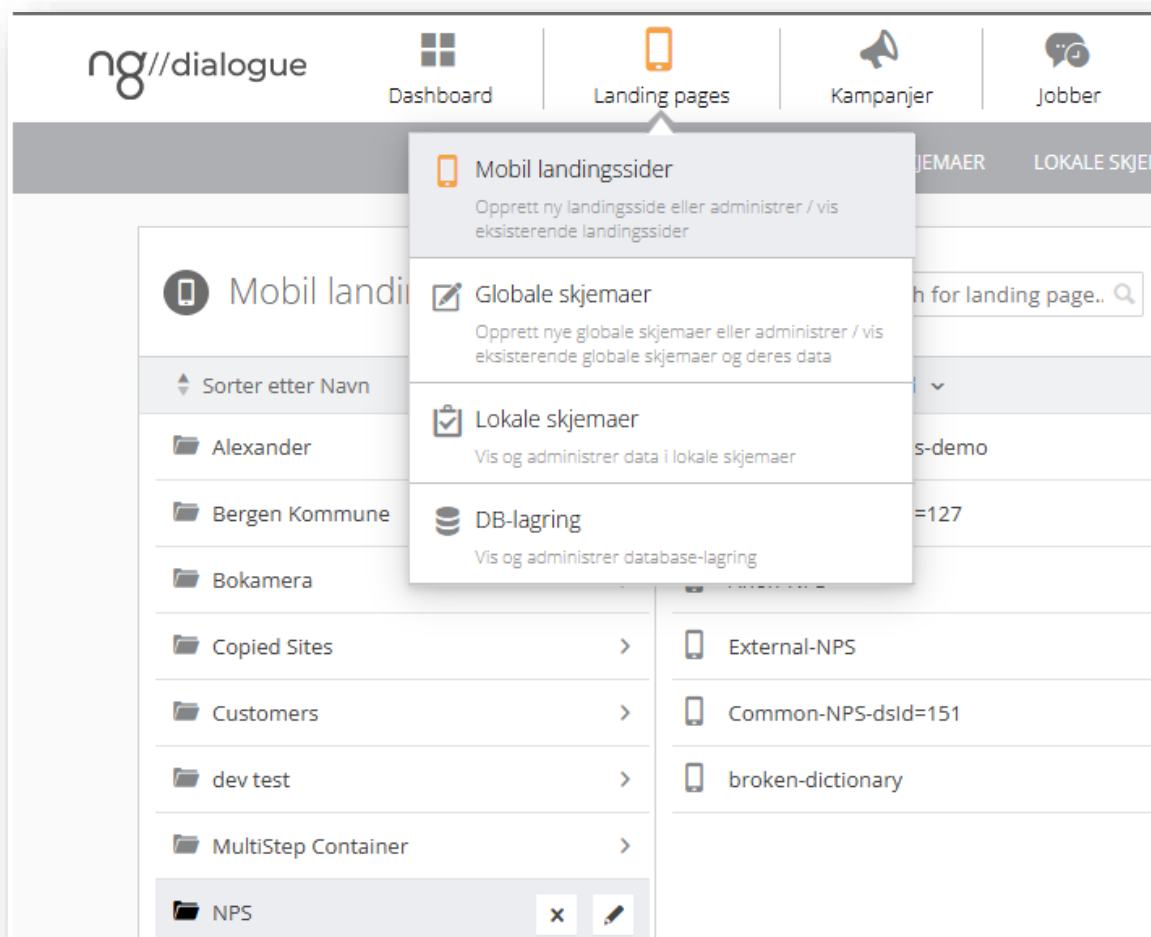 ng//dialogue
Dashboard
Landing pages
Kampanjer
Jobber
Mobil landingssider
Opprett ny landingsside eller administrer / vis
eksisterende landingssider
Globale skjemaer
Opprett nye globale skjemaer eller administrer / vis
eksisterende globale skjemaer og deres data
Lokale skjemaer
Vis og administrer data i lokale skjemaer
DB-lagring
Vis og administrer database-lagring
JEMAER
LOKALE SKJE
Mobil landi
h for landing page..
Sorter etter Navn
Alexander
s-demo
Bergen Kommune
=127
Bokamera
Copied Sites
External-NPS
Customers
Common-NPS-dsId=151
dev test
broken-dictionary
MultiStep Container
NPS